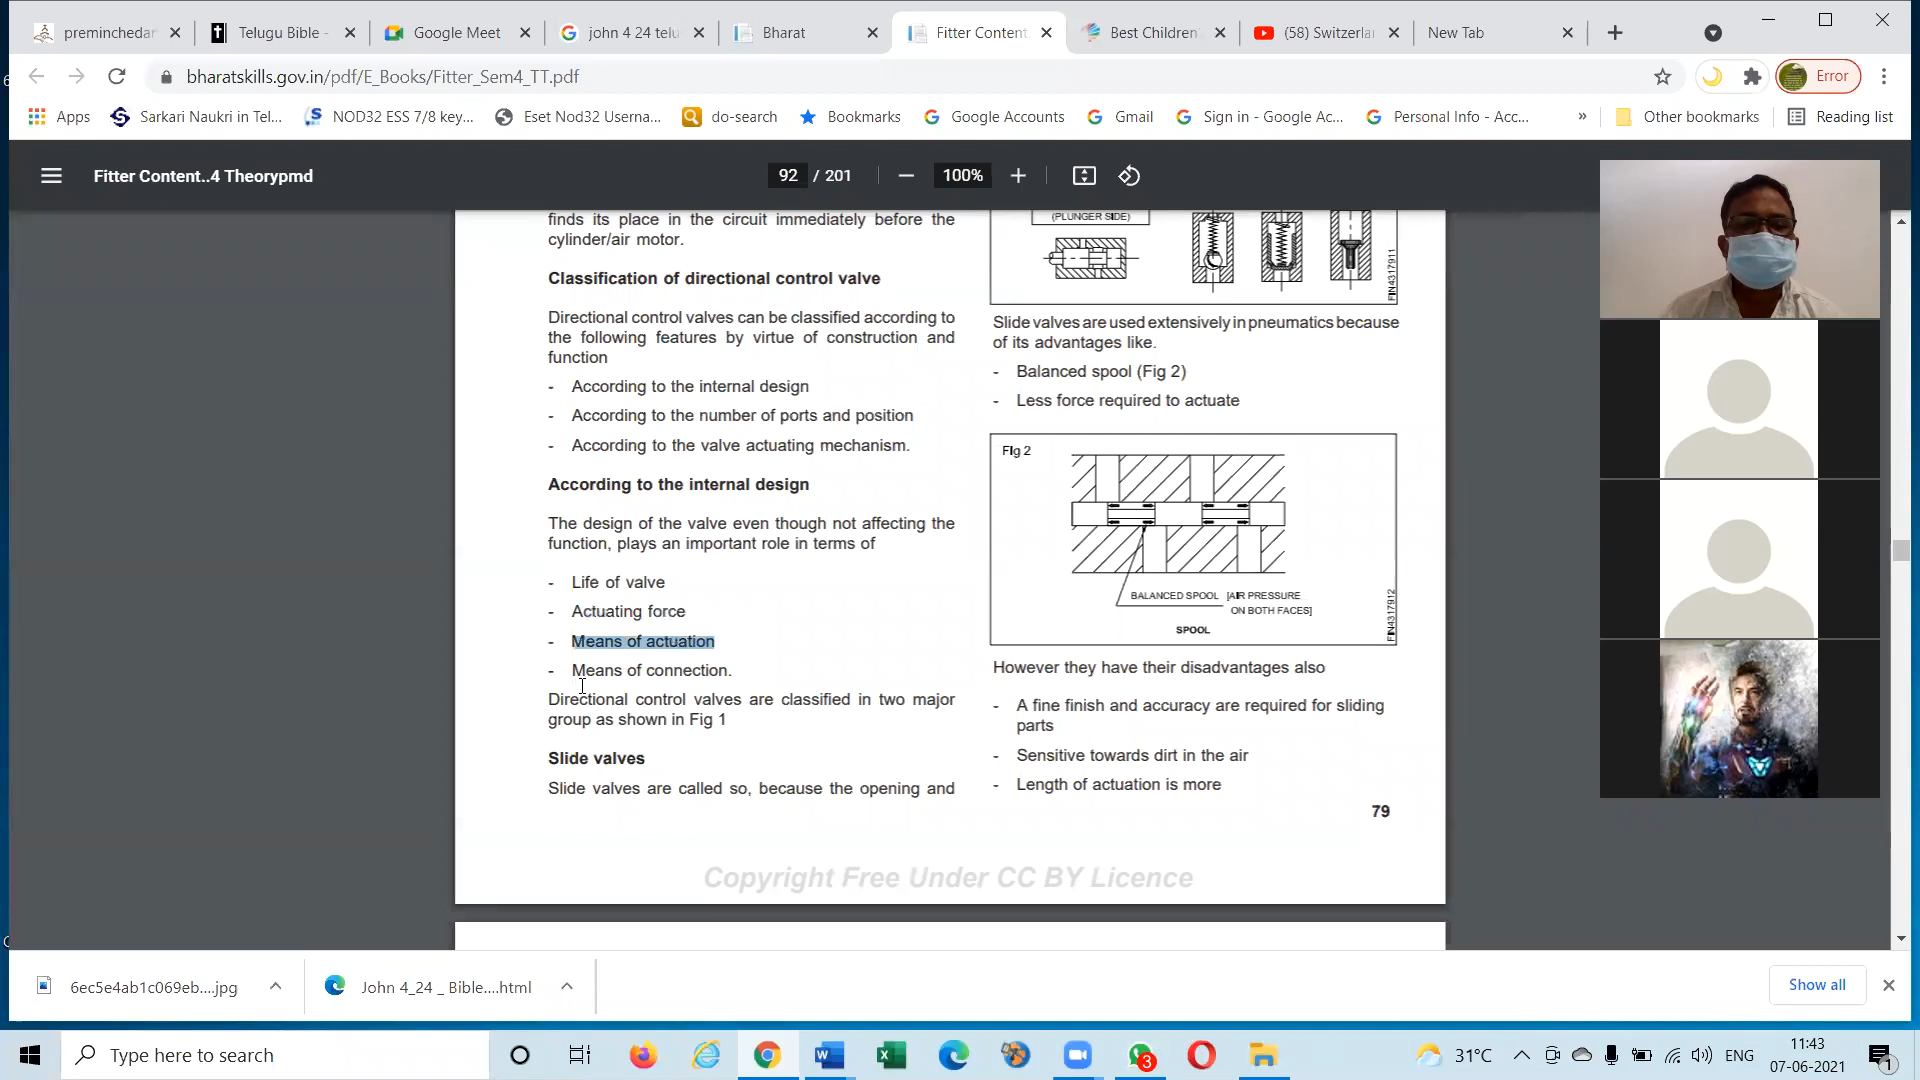 preminchedar
Telugu Bible -
Google Meet
john 4 24 telu
Bharat
Fitter Content.
Best Children'
(58) Switzerla
New Tab
bharatskills.gov.in/pdf/E_Books/Fitter_Sem4_TT.pdf
Error
Apps
Sarkari Naukri in Tel...
NOD32 ESS 7/8 key...
Eset Nod32 Userna...
do-search
Bookmarks
Google Accounts
Gmail
Sign in - Google Ac...
Personal Info - Acc...
»
Other bookmarks
Reading list
Fitter Content..4 Theorypmd
92 / 201
100%
finds its place in the circuit immediately before the
cylinder/air motor.
Classification of directional control valve
Directional control valves can be classified according to
the following features by virtue of construction and
function
- According to the internal design
- According to the number of ports and position
- According to the valve actuating mechanism.
According to the internal design
The design of the valve even though not affecting the
function, plays an important role in terms of
- Life of valve
- Actuating force
- Means of actuation
- Means of connection.
Directional control valves are classified in two major
group as shown in Fig 1
Slide valves
Slide valves are called so, because the opening and
(PLUNGER SIDE)
FIN4317911
Slide valves are used extensively in pneumatics because
of its advantages like.
- Balanced spool (Fig 2)
- Less force required to actuate
Fig 2
BALANCED SPOOL [AIR PRESSURE
ON BOTH FACES]
SPOOL
FIN4317912
However they have their disadvantages also
- A fine finish and accuracy are required for sliding
parts
- Sensitive towards dirt in the air
- Length of actuation is more
79
Copyright Free Under CC BY Licence
6ec5e4ab1c069eb....jpg
John 4_24 _ Bible....html
Show all
Type here to search
3
31°C
ENG
11:43
07-06-2021
1